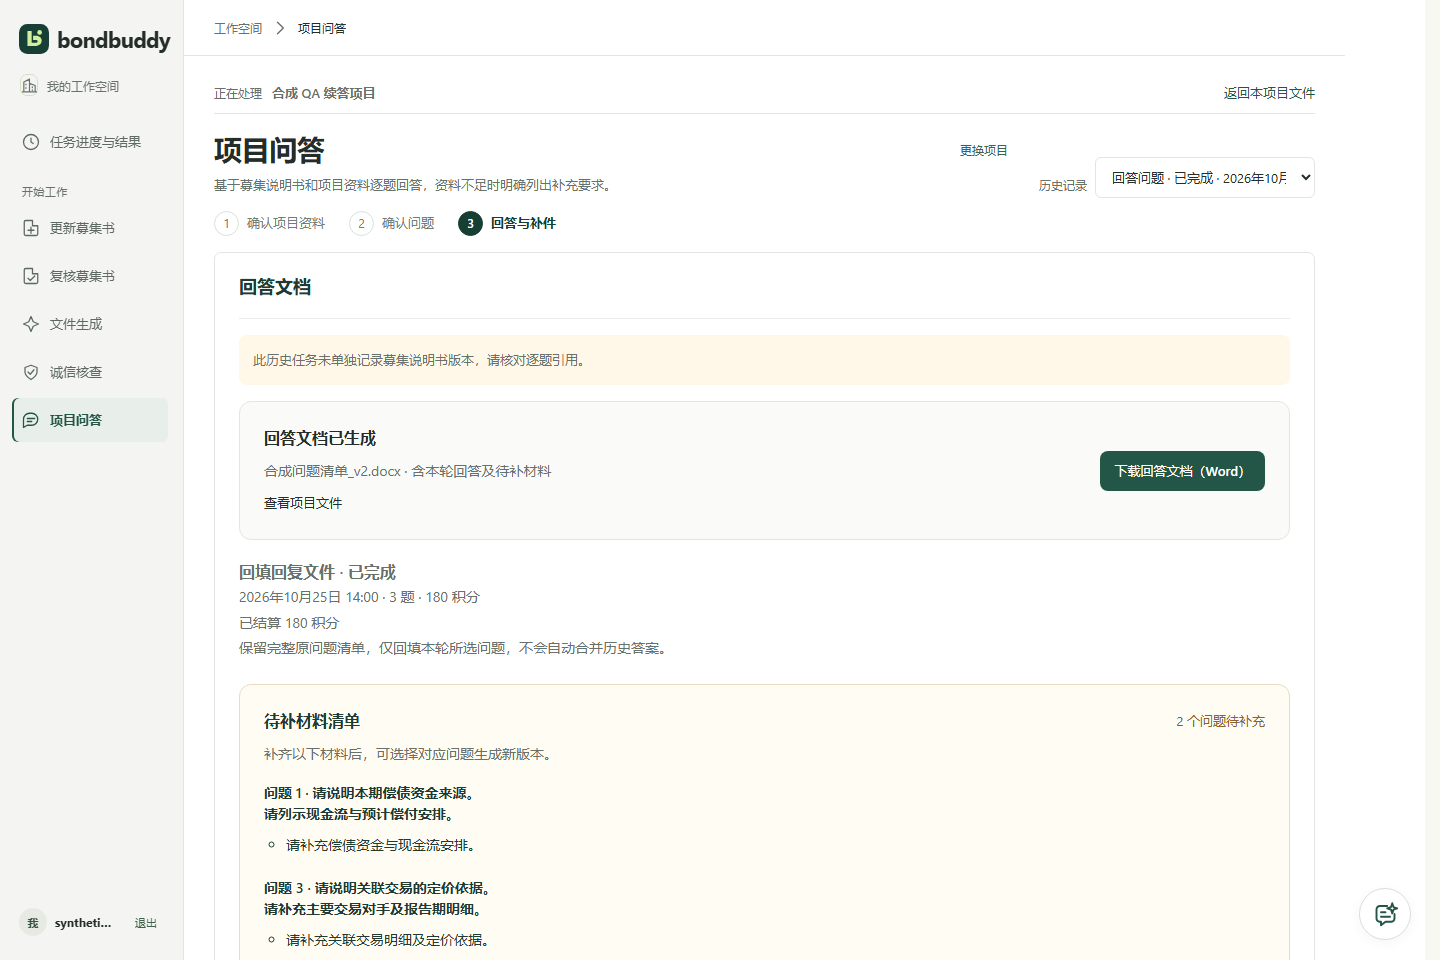 bondbuddy
我的工作空间
任务进度与结果
开始工作
更新募集书
复核募集书
文件生成
诚信核查
项目问答
我 syntheti... 退出
工作空间 项目问答
正在处理 合成 QA 续答项目
返回本项目文件
项目问答
基于募集说明书和项目资料逐题回答，资料不足时明确列出补充要求。
更换项目
历史记录 回答问题 · 已完成 · 2026年10月
1 确认项目资料 2 确认问题 3 回答与补件
回答文档
此历史任务未单独记录募集说明书版本，请核对逐题引用。
回答文档已生成
合成问题清单_v2.docx · 含本轮回答及待补材料
查看项目文件
下载回答文档（Word）
回填回复文件 · 已完成
2026年10月25日 14:00 · 3 题 · 180 积分
已结算 180 积分
保留完整原问题清单，仅回填本轮所选问题，不会自动合并历史答案。
待补材料清单
2 个问题待补充
补齐以下材料后，可选择对应问题生成新版本。
问题 1 · 请说明本期偿债资金来源。
请列示现金流与预计偿付安排。
请补充偿债资金与现金流安排。
问题 3 · 请说明关联交易的定价依据。
请补充主要交易对手及报告期明细。
请补充关联交易明细及定价依据。